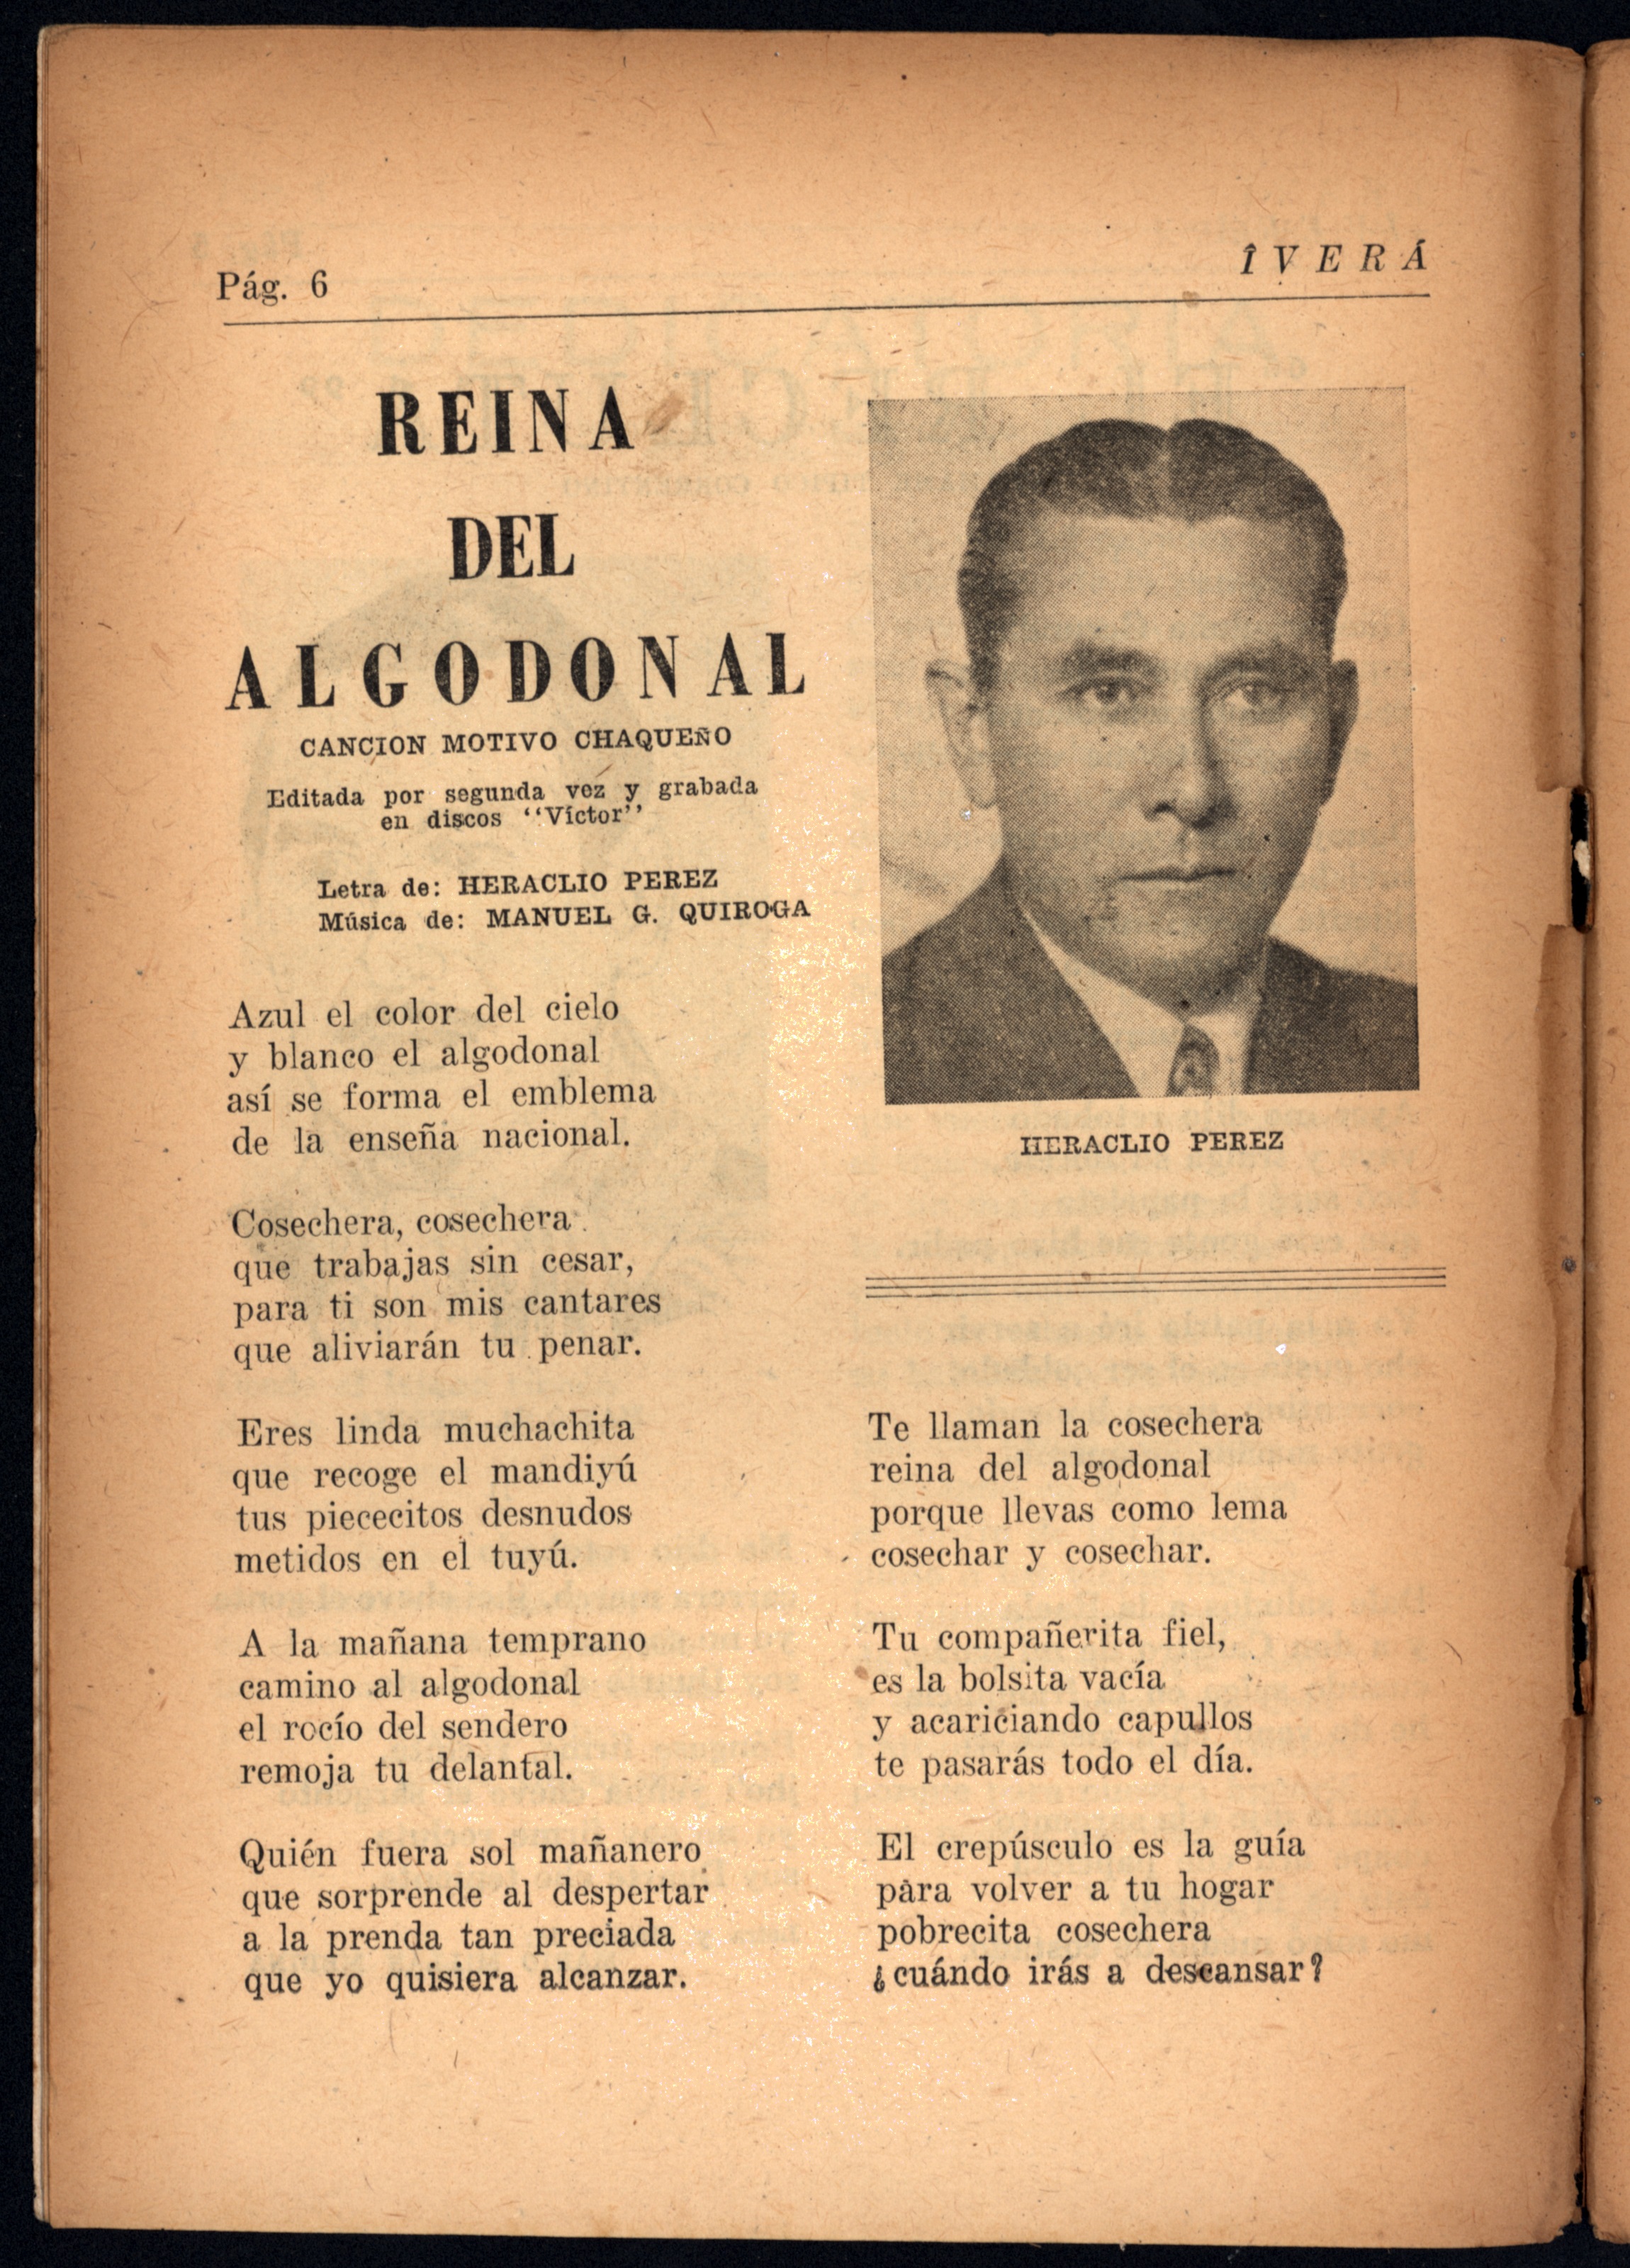 Pág. 6
ÎVERÁ
REINA
DEL
ALGODONAL
CANCION MOTIVO CHAQUEÑO
Editada por segunda vez y grabada
en discos ‘‘Víctor’’
Letra de: HERACLIO PEREZ
Música de: MANUEL G. QUIROGA
Azul el color del cielo
y blanco el algodonal
así se forma el emblema
de la enseña nacional.
Cosechera, cosechera
que trabajas sin cesar,
para ti son mis cantares
que aliviarán tu penar.
Eres linda muchachita
que recoge el mandiyú
tus piececitos desnudos
metidos en el tuyú.
A la mañana temprano
camino al algodonal
el rocío del sendero
remoja tu delantal.
Quién fuera sol mañanero
que sorprende al despertar
a la prenda tan preciada
que yo quisiera alcanzar.
HERACLIO PEREZ
Te llaman la cosechera
reina del algodonal
porque llevas como lema
cosechar y cosechar.
Tu compañerita fiel,
es la bolsita vacía
y acariciando capullos
te pasarás todo el día.
El crepúsculo es la guía
para volver a tu hogar
pobrecita cosechera
¿cuándo irás a descansar?